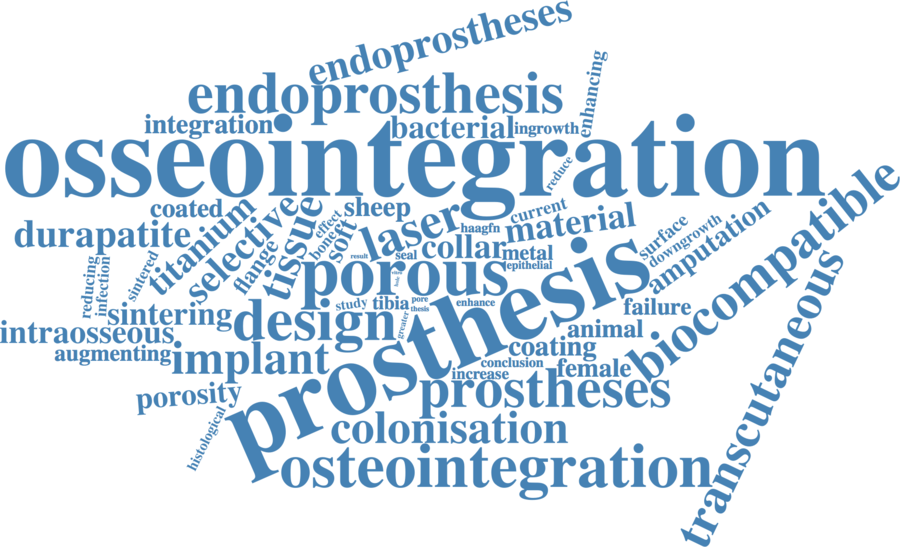 endoprostheses
endoprosthesis
enhancing
integration
bacterial
ingrowth
osseointegration
reduce
coated
titanium
selective
tissue
effect
bone
soft
sheep
laser
haagfn
current
material
surface
downgrowth
amputation
biocompatible
durapatite
reducing
infection
sintered
flange
result
seal
collar
metal
epithelial
porous
prosthesis
transcutaneous
sintering
design
study
tibia
pore
thesis
greater
enhance
failure
intraosseous
augmenting
implant
animal
coating
conclusion
increase
female
porosity
prostheses
histological
colonisation
osteointegration